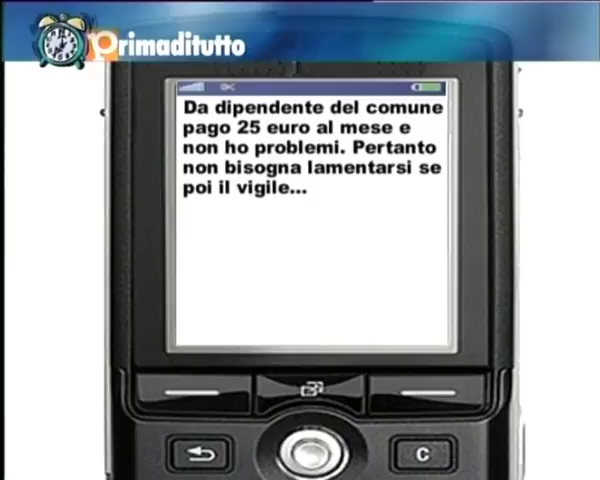 Primaditutto
Da dipendente del comune
pago 25 euro al mese e
non ho problemi. Pertanto
non bisogna lamentarsi se
poi il vigile...
C